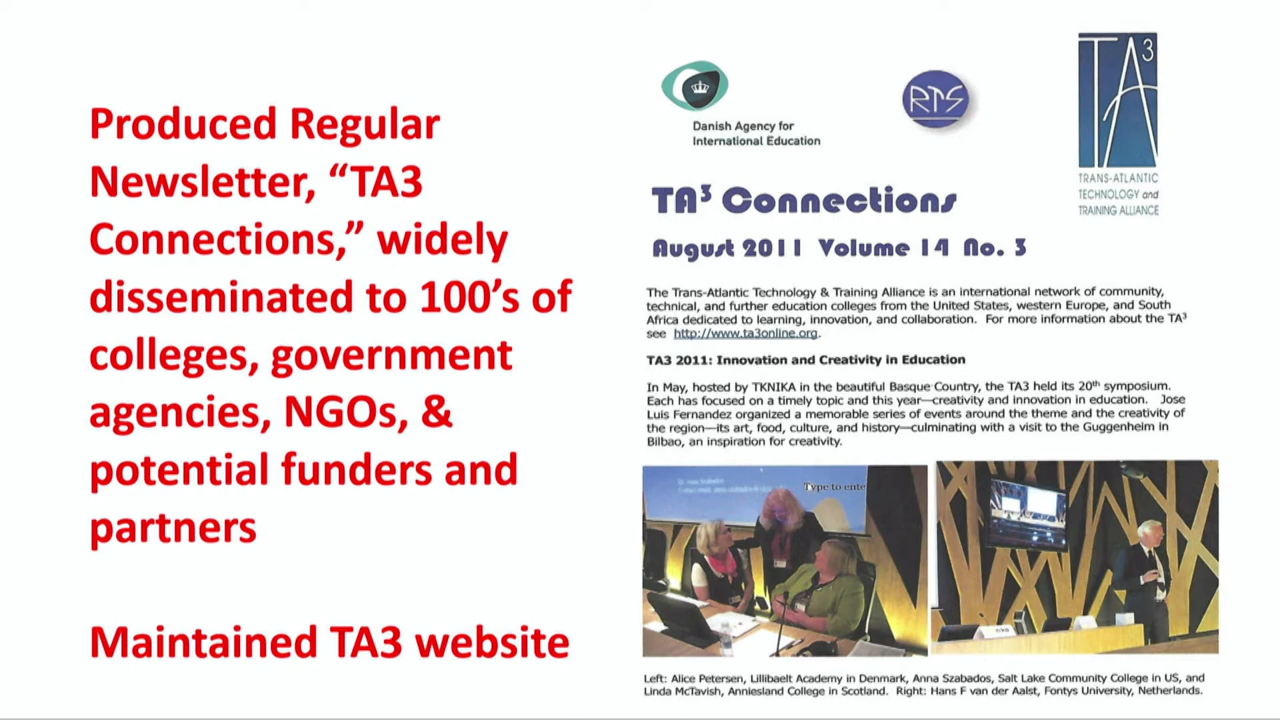 Produced Regular
Newsletter, “TA3
Connections,” widely
disseminated to 100’s of
colleges, government
agencies, NGOs, &
potential funders and
partners
Maintained TA3 website
Danish Agency for
International Education
RTS
TA³
TRANS-ATLANTIC
TECHNOLOGY and
TRAINING ALLIANCE
TA³ Connections
August 2011 Volume 14 No. 3
The Trans-Atlantic Technology & Training Alliance is an international network of community,
technical, and further education colleges from the United States, western Europe, and South
Africa dedicated to learning, innovation, and collaboration. For more information about the TA³
see http://www.ta3online.org.
TA3 2011: Innovation and Creativity in Education
In May, hosted by TKNIKA in the beautiful Basque Country, the TA3 held its 20th symposium.
Each has focused on a timely topic and this year—creativity and innovation in education. Jose
Luis Fernandez organized a memorable series of events around the theme and the creativity of
the region—its art, food, culture, and history—culminating with a visit to the Guggenheim in
Bilbao, an inspiration for creativity.
Type to ente
Left: Alice Petersen, Lillibaelt Academy in Denmark, Anna Szabados, Salt Lake Community College in US, and
Linda McTavish, Anniesland College in Scotland. Right: Hans F van der Aalst, Fontys University, Netherlands.